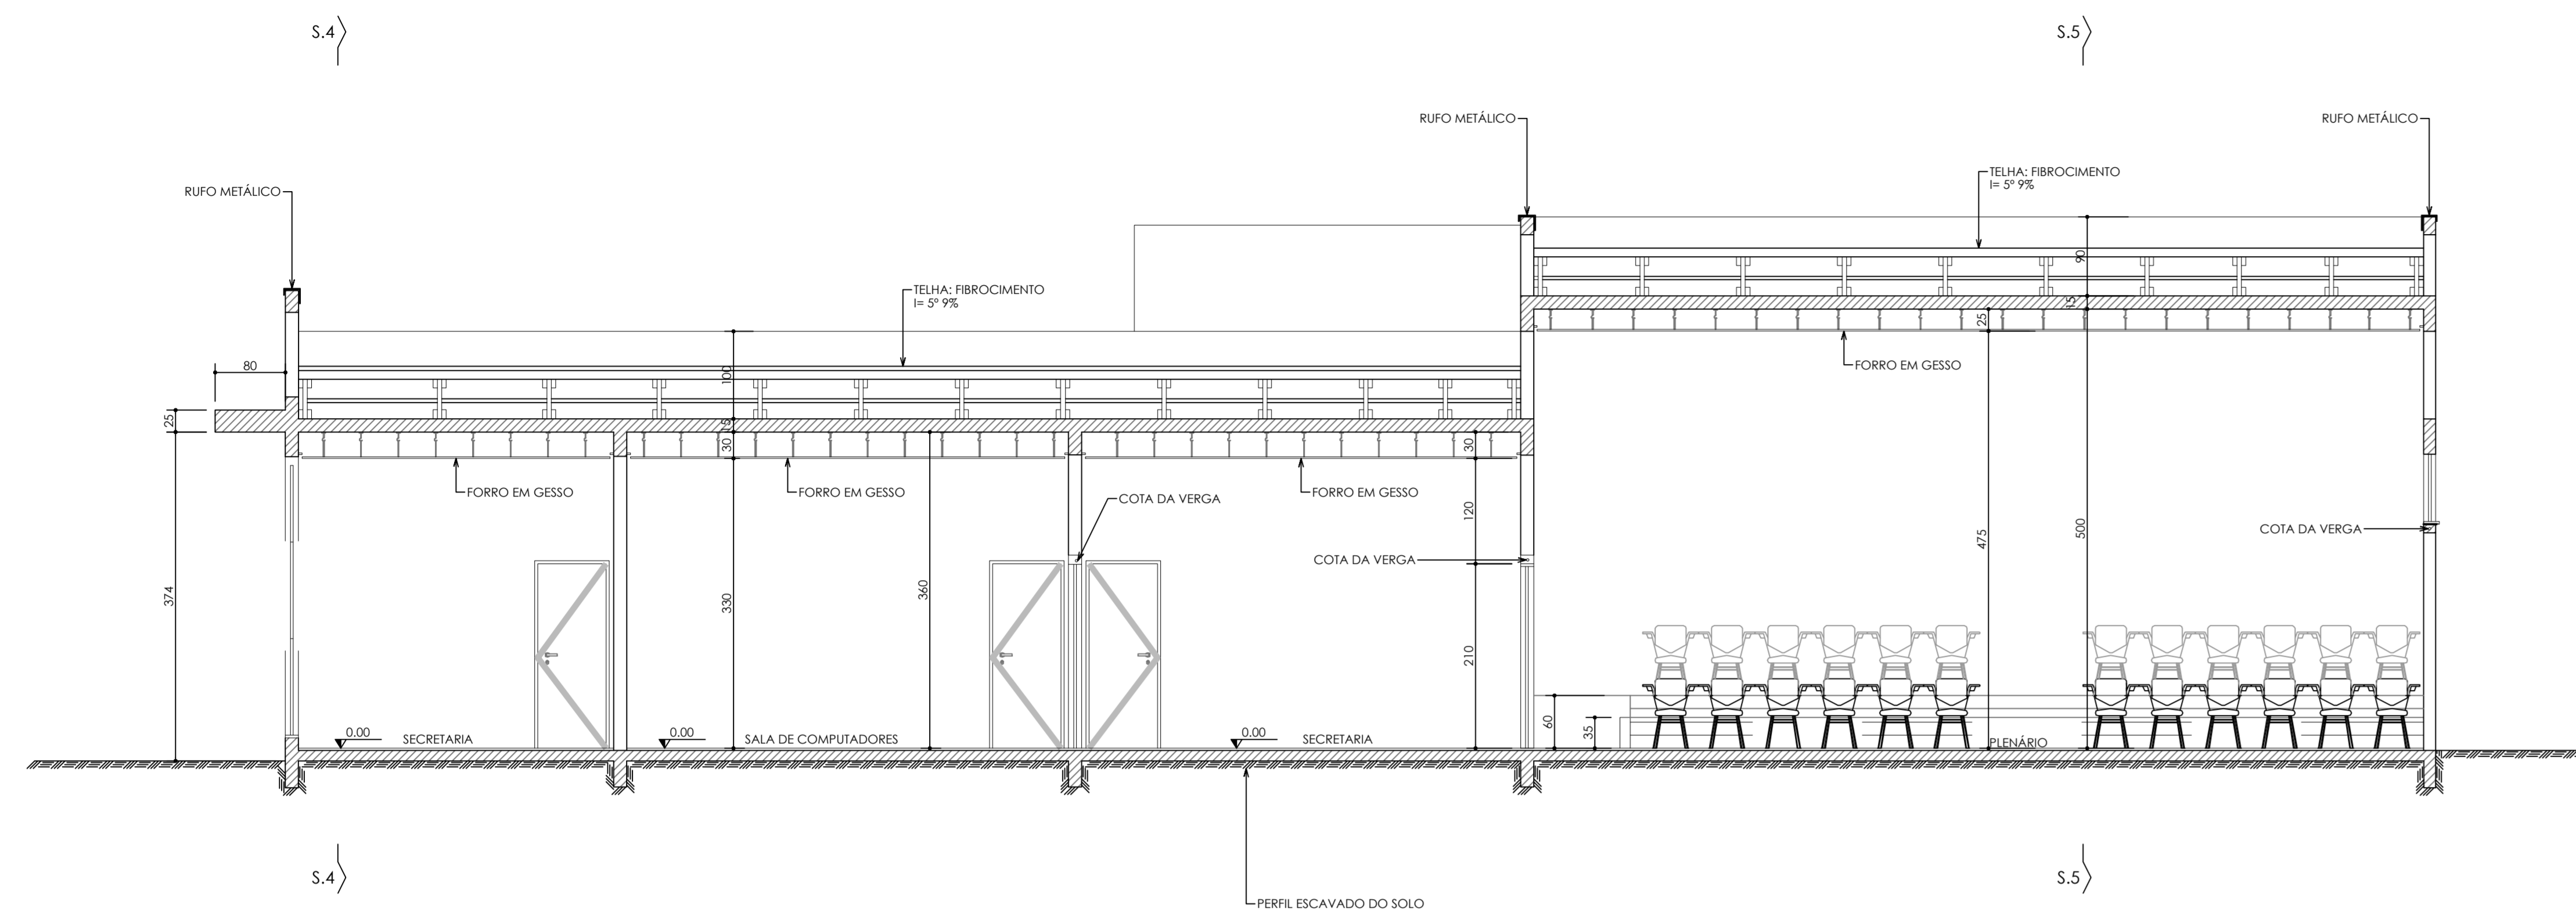 S.4
S.5
RUFO METÁLICO
RUFO METÁLICO
TELHA: FIBROCIMENTO
I= 5º 9%
RUFO METÁLICO
TELHA: FIBROCIMENTO
I= 5º 9%
90
15
25
80
100
FORRO EM GESSO
25
15
30
30
FORRO EM GESSO
FORRO EM GESSO
FORRO EM GESSO
COTA DA VERGA
120
COTA DA VERGA
COTA DA VERGA
475
500
374
330
360
210
60
35
0.00
SECRETARIA
0.00
SALA DE COMPUTADORES
0.00
SECRETARIA
PLENÁRIO
S.4
S.5
PERFIL ESCAVADO DO SOLO